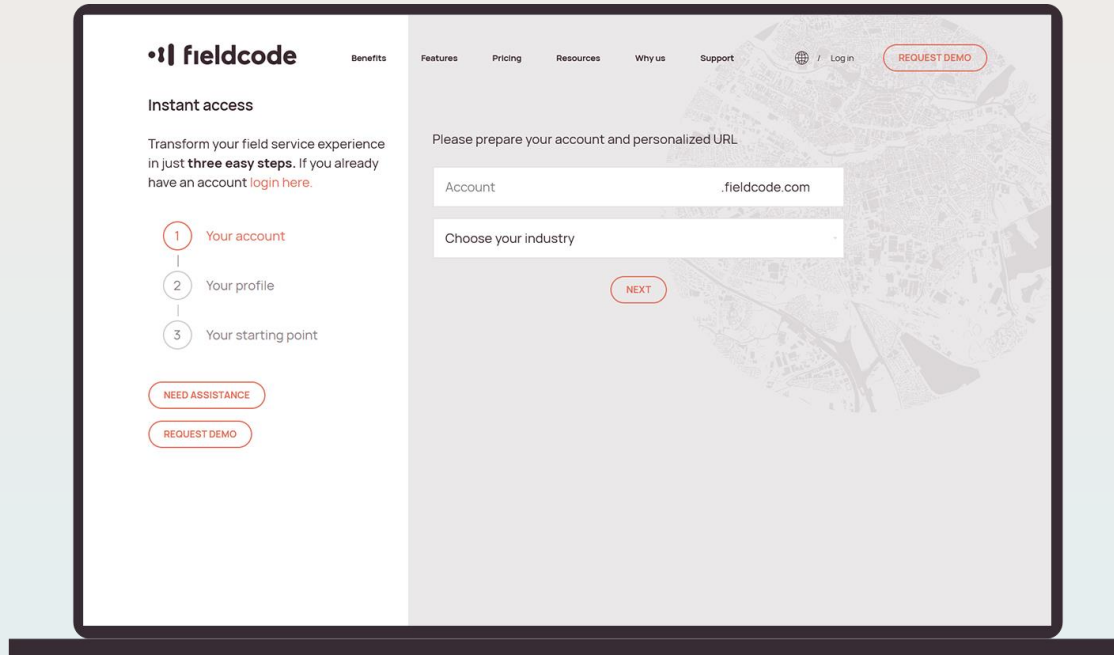 fieldcode
Benefits
Features
Pricing
Resources
Why us
Support
/ Log in
REQUEST DEMO
Instant access
Transform your field service experience
in just three easy steps. If you already
have an account login here.
1 Your account
2 Your profile
3 Your starting point
NEED ASSISTANCE
REQUEST DEMO
Please prepare your account and personalized URL
Account .fieldcode.com
Choose your industry
NEXT